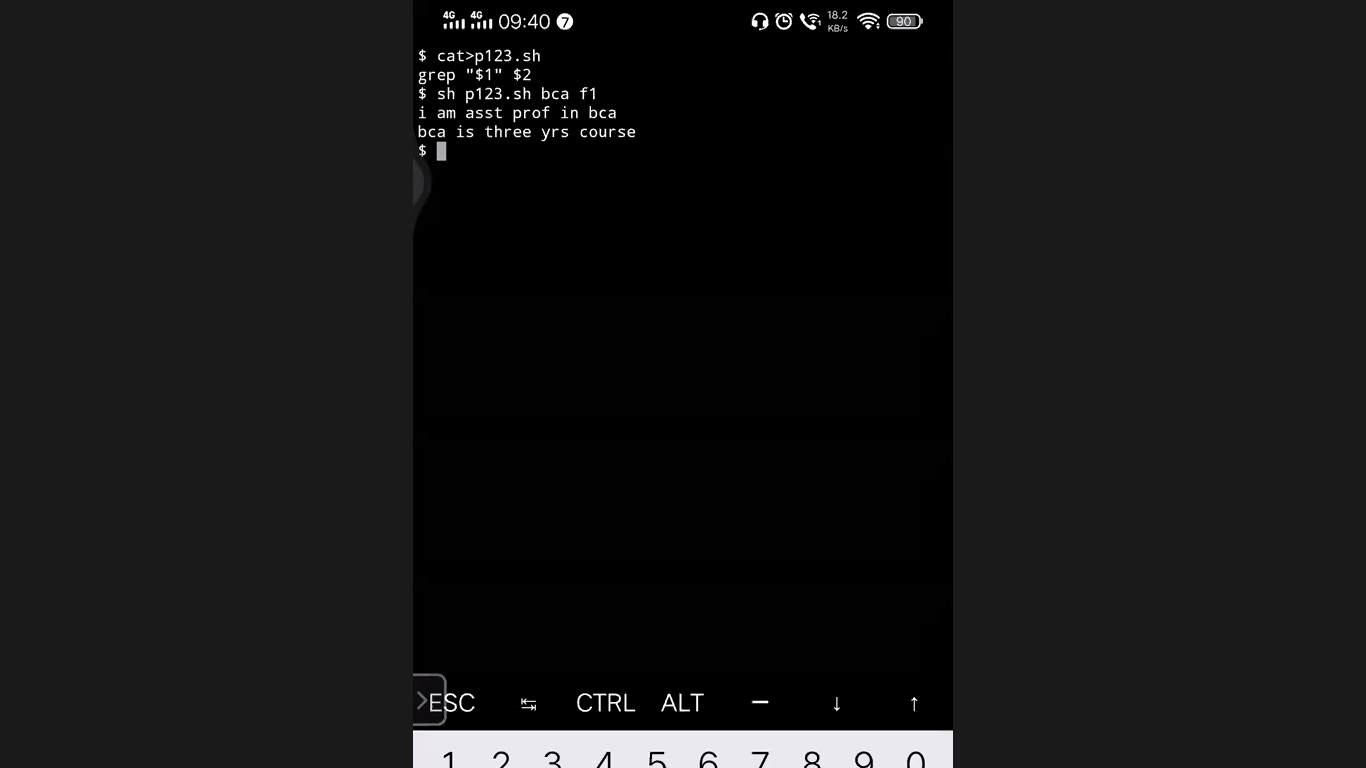 4G 4G 09:40 7 18.2 KB/s 90
$ cat>p123.sh
grep "$1" $2
$ sh p123.sh bca f1
i am asst prof in bca
bca is three yrs course
$
>ESC ↹ CTRL ALT — ↓ ↑
1 2 3 4 5 6 7 8 9 0